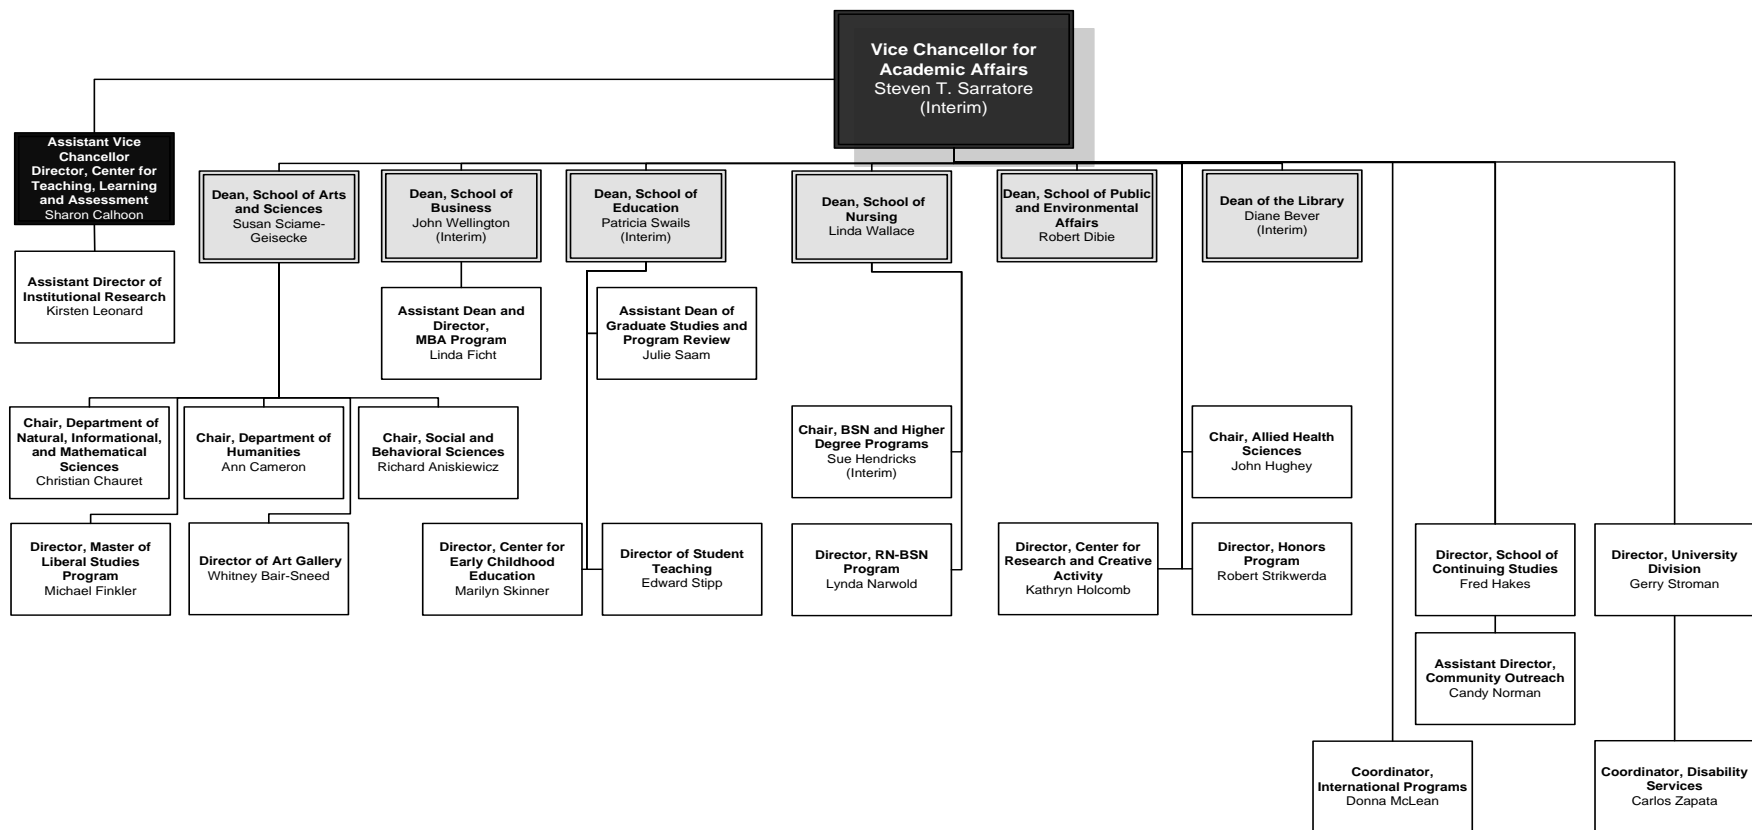 Vice Chancellor for
Academic Affairs
Steven T. Sarratore
(Interim)
Assistant Vice
Chancellor
Director, Center for
Teaching, Learning
and Assessment
Sharon Calhoon
Dean, School of Arts
and Sciences
Susan Sciame-
Geisecke
Dean, School of
Business
John Wellington
(Interim)
Dean, School of
Education
Patricia Swails
(Interim)
Dean, School of
Nursing
Linda Wallace
Dean, School of Public
and Environmental
Affairs
Robert Dibie
Dean of the Library
Diane Bever
(Interim)
Assistant Director of
Institutional Research
Kirsten Leonard
Assistant Dean and
Director,
MBA Program
Linda Ficht
Assistant Dean of
Graduate Studies and
Program Review
Julie Saam
Chair, Department of
Natural, Informational,
and Mathematical
Sciences
Christian Chauret
Chair, Department of
Humanities
Ann Cameron
Chair, Social and
Behavioral Sciences
Richard Aniskiewicz
Chair, BSN and Higher
Degree Programs
Sue Hendricks
(Interim)
Chair, Allied Health
Sciences
John Hughey
Director, Master of
Liberal Studies
Program
Michael Finkler
Director of Art Gallery
Whitney Bair-Sneed
Director, Center for
Early Childhood
Education
Marilyn Skinner
Director of Student
Teaching
Edward Stipp
Director, RN-BSN
Program
Lynda Narwold
Director, Center for
Research and Creative
Activity
Kathryn Holcomb
Director, Honors
Program
Robert Strikwerda
Director, School of
Continuing Studies
Fred Hakes
Director, University
Division
Gerry Stroman
Assistant Director,
Community Outreach
Candy Norman
Coordinator,
International Programs
Donna McLean
Coordinator, Disability
Services
Carlos Zapata